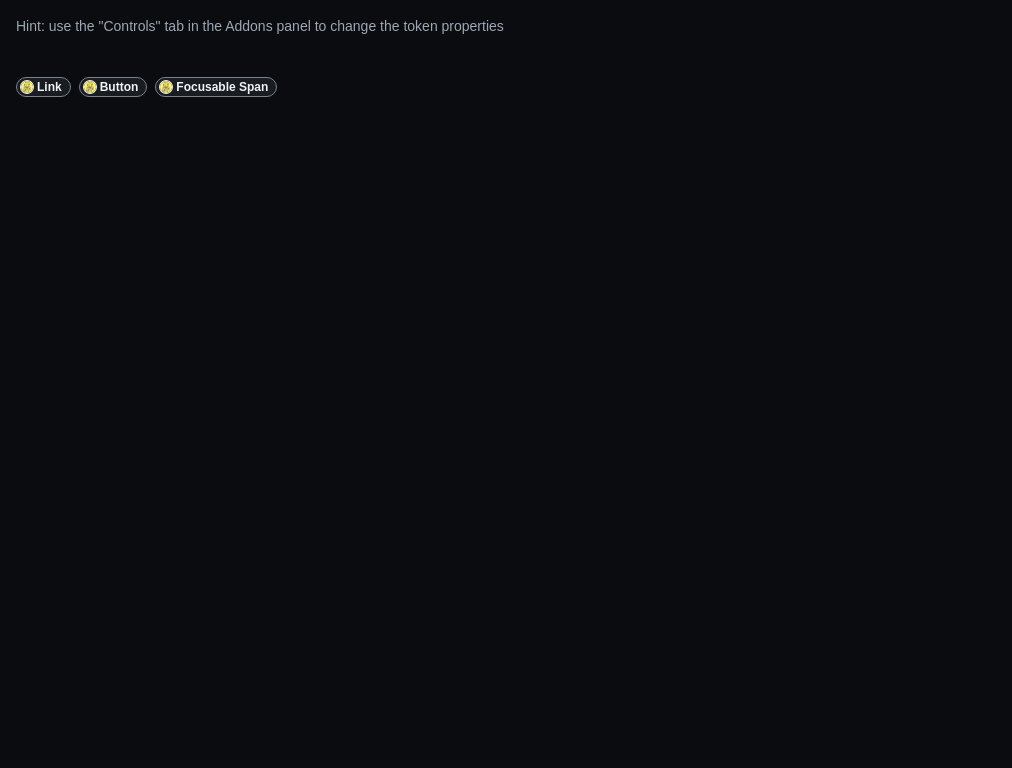 Hint: use the "Controls" tab in the Addons panel to change the token properties
Link Button Focusable Span